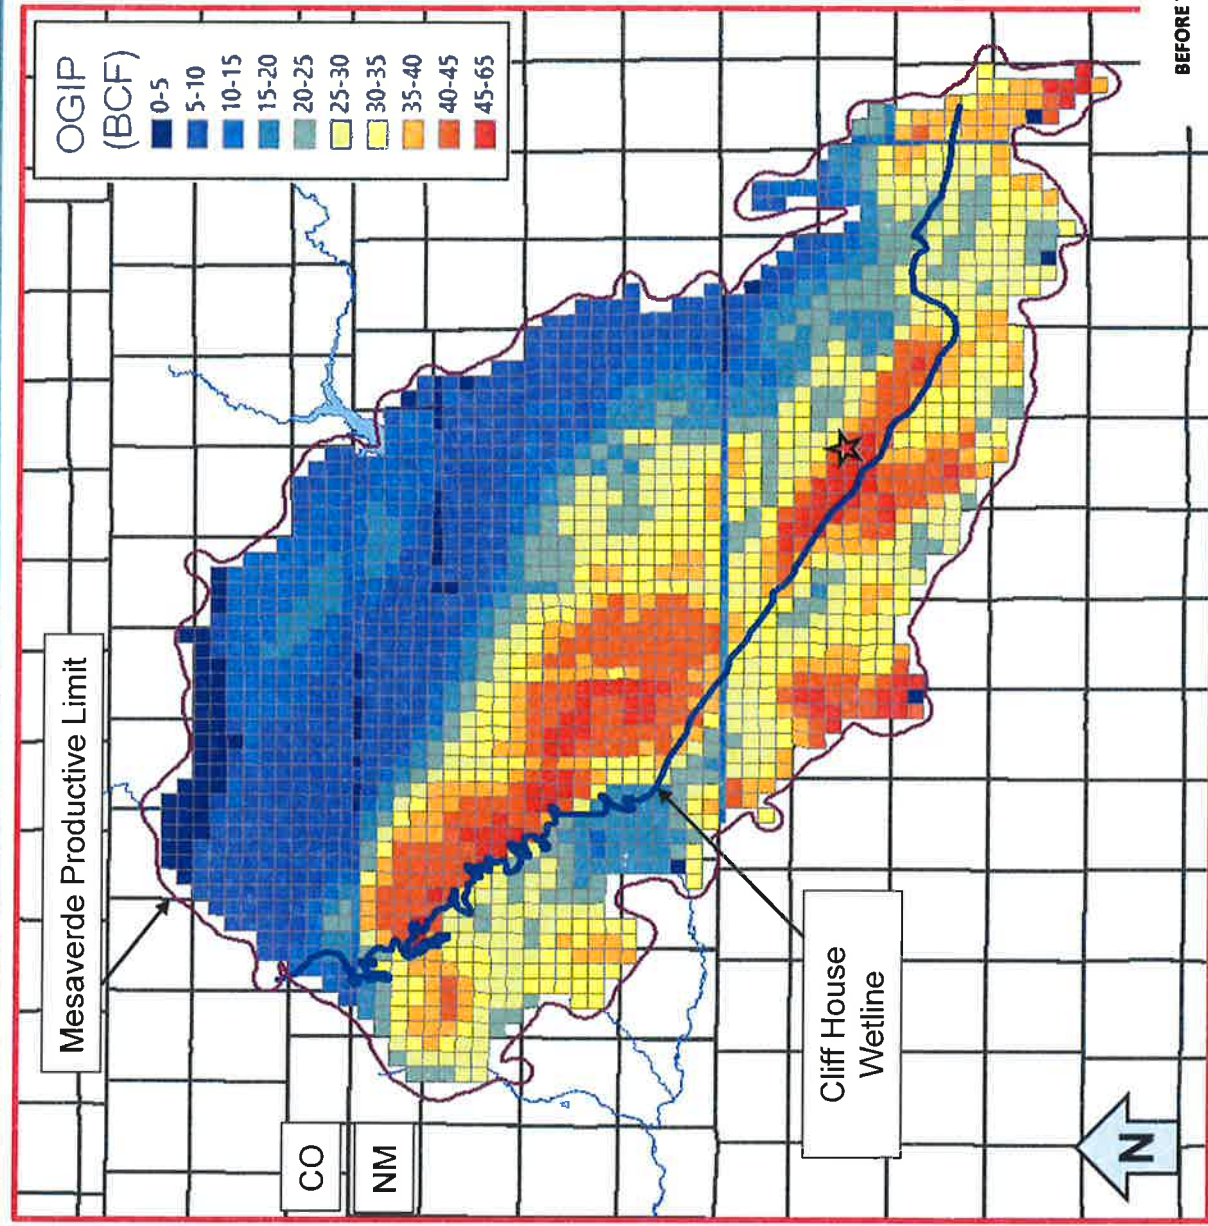 OGIP
(BCF)
0-5
5-10
10-15
15-20
20-25
25-30
30-35
35-40
40-45
45-65
Mesaverde Productive Limit
CO
NM
Cliff House
Wetline
N
BEFORE